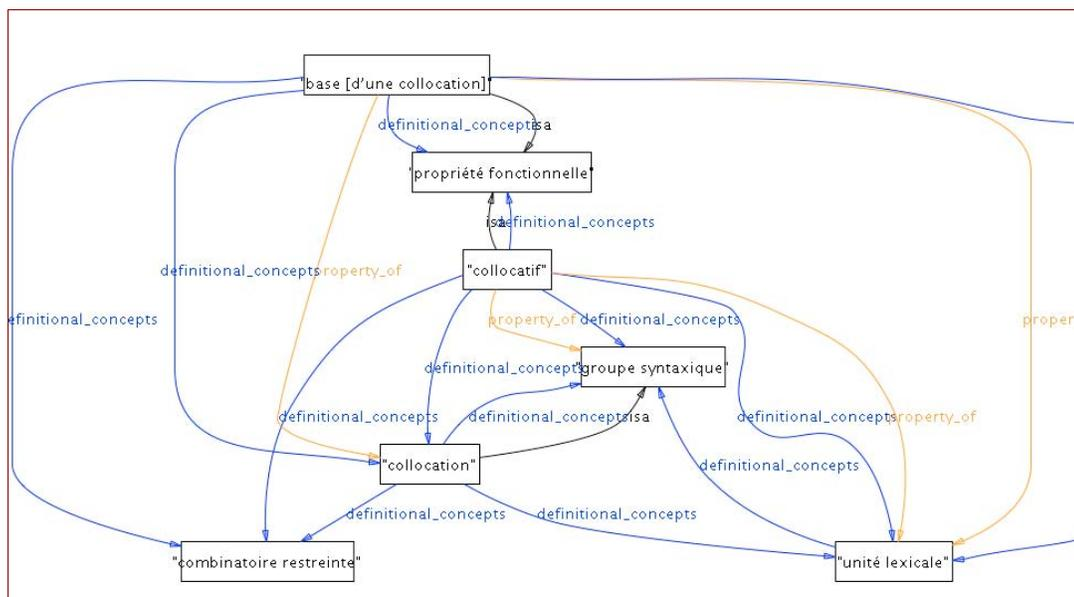 "base [d'une collocation]"
definitional_concepts
isa
"propriété fonctionnelle"
isa
definitional_concepts
"collocatif"
definitional_concepts
property_of
efinitional_concepts
property_of
definitional_concepts
proper
definitional_concepts
"groupe syntaxique"
definitional_concepts
definitional_concepts
isa
definitional_concepts
property_of
"collocation"
definitional_concepts
definitional_concepts
definitional_concepts
"combinatoire restreinte"
"unité lexicale"